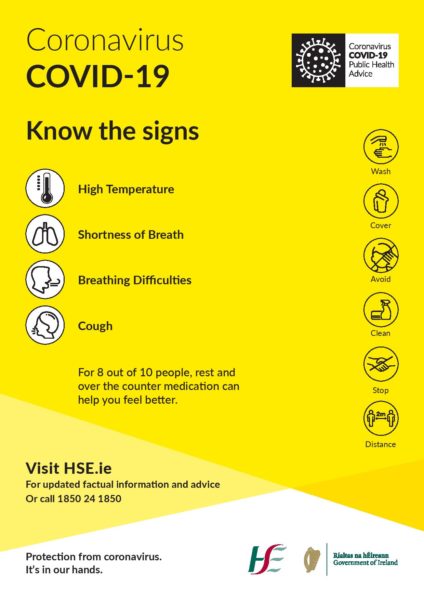 Coronavirus
COVID-19
Coronavirus
COVID-19
Public Health
Advice
Know the signs
High Temperature
Shortness of Breath
Breathing Difficulties
Cough
For 8 out of 10 people, rest and
over the counter medication can
help you feel better.
Wash
Cover
Avoid
Clean
Stop
2m
Distance
Visit HSE.ie
For updated factual information and advice
Or call 1850 24 1850
Protection from coronavirus.
It's in our hands.
HSE
Rialtas na hÉireann
Government of Ireland